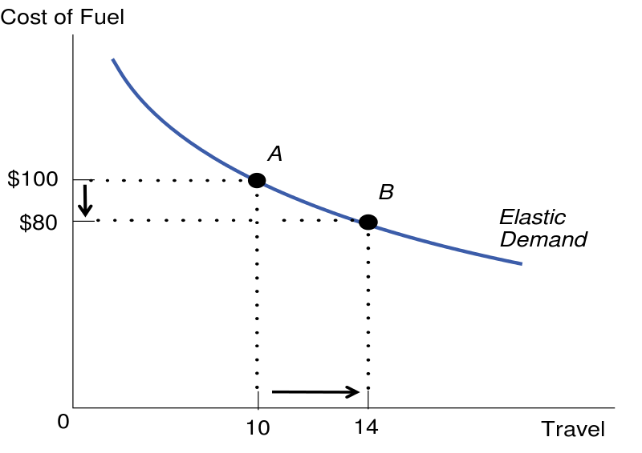 Cost of Fuel
A
$100
B
$80
Elastic
Demand
0
10
14
Travel